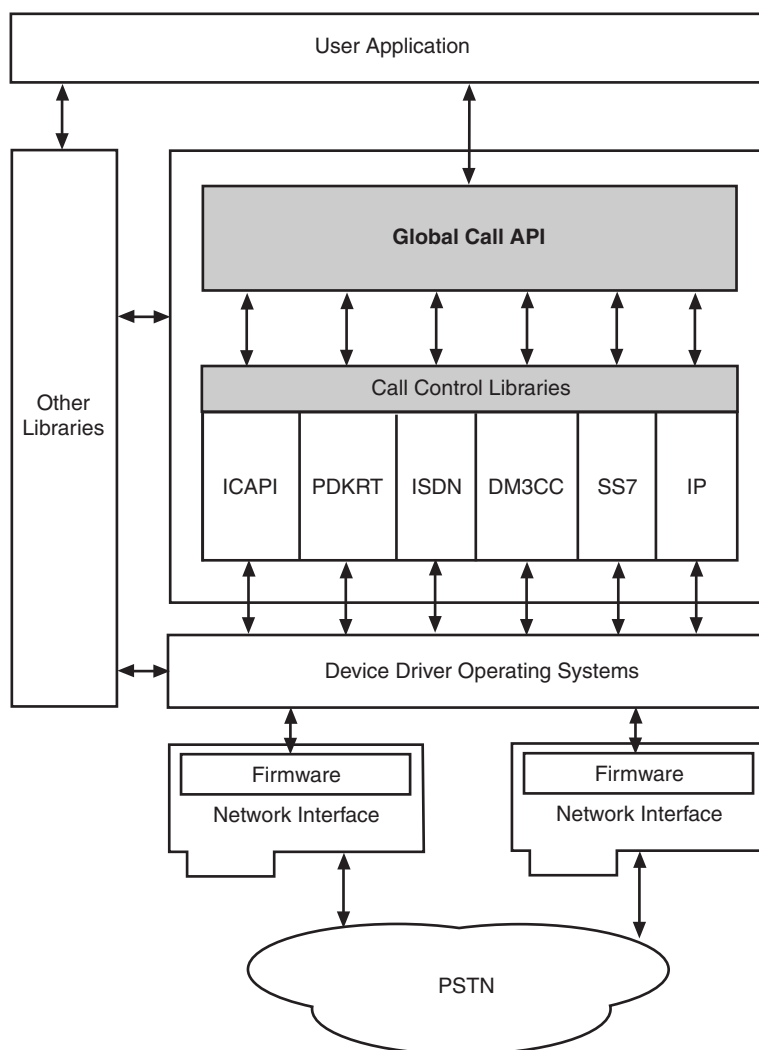 User Application
Global Call API
Call Control Libraries
Other
Libraries
ICAPI
PDKRT
ISDN
DM3CC
SS7
IP
Device Driver Operating Systems
Firmware
Network Interface
Firmware
Network Interface
PSTN